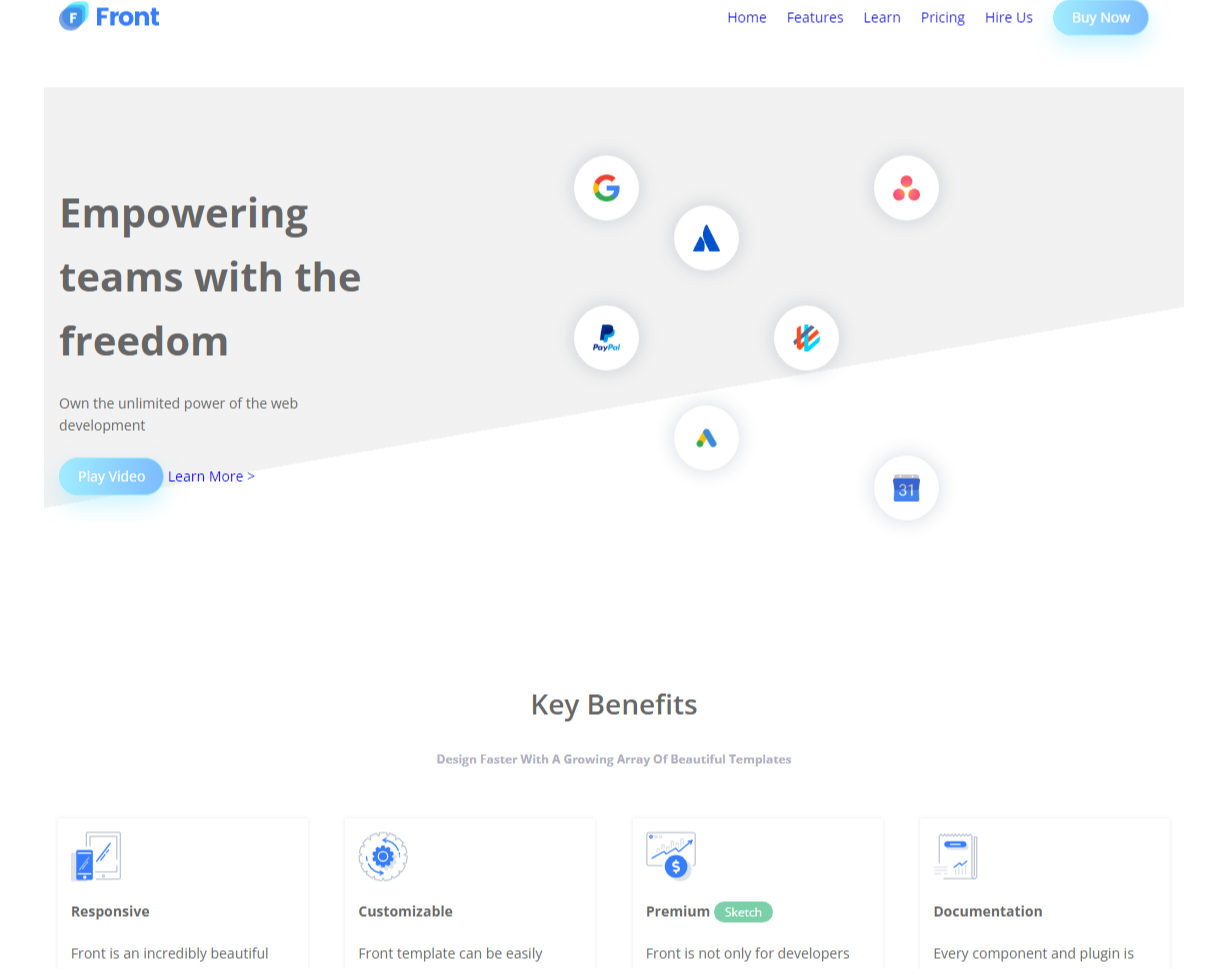 F Front
Home Features Learn Pricing Hire Us Buy Now
Empowering
teams with the
freedom
Own the unlimited power of the web
development
Play Video Learn More >
PayPal
31
Key Benefits
Design Faster With A Growing Array Of Beautiful Templates
Responsive
Front is an incredibly beautiful
Customizable
Front template can be easily
$
Premium Sketch
Front is not only for developers
Documentation
Every component and plugin is